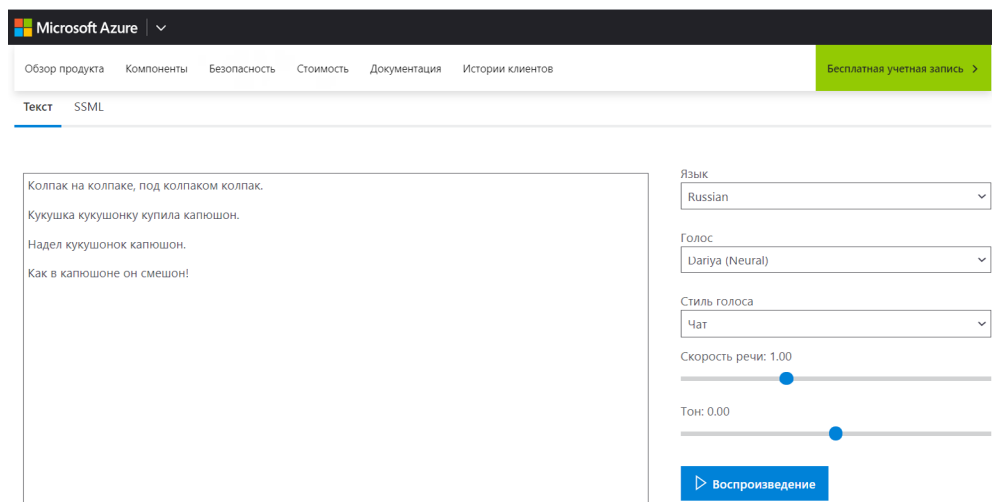 Microsoft Azure
Обзор продукта Компоненты Безопасность Стоимость Документация Истории клиентов Бесплатная учетная запись
Текст SSML
Колпак на колпаке, под колпаком колпак.
Кукушка кукушонку купила капюшон.
Надел кукушонок капюшон.
Как в капюшоне он смешон!
Язык
Russian
Голос
Dariya (Neural)
Стиль голоса
Чат
Скорость речи: 1.00
Тон: 0.00
Воспроизведение